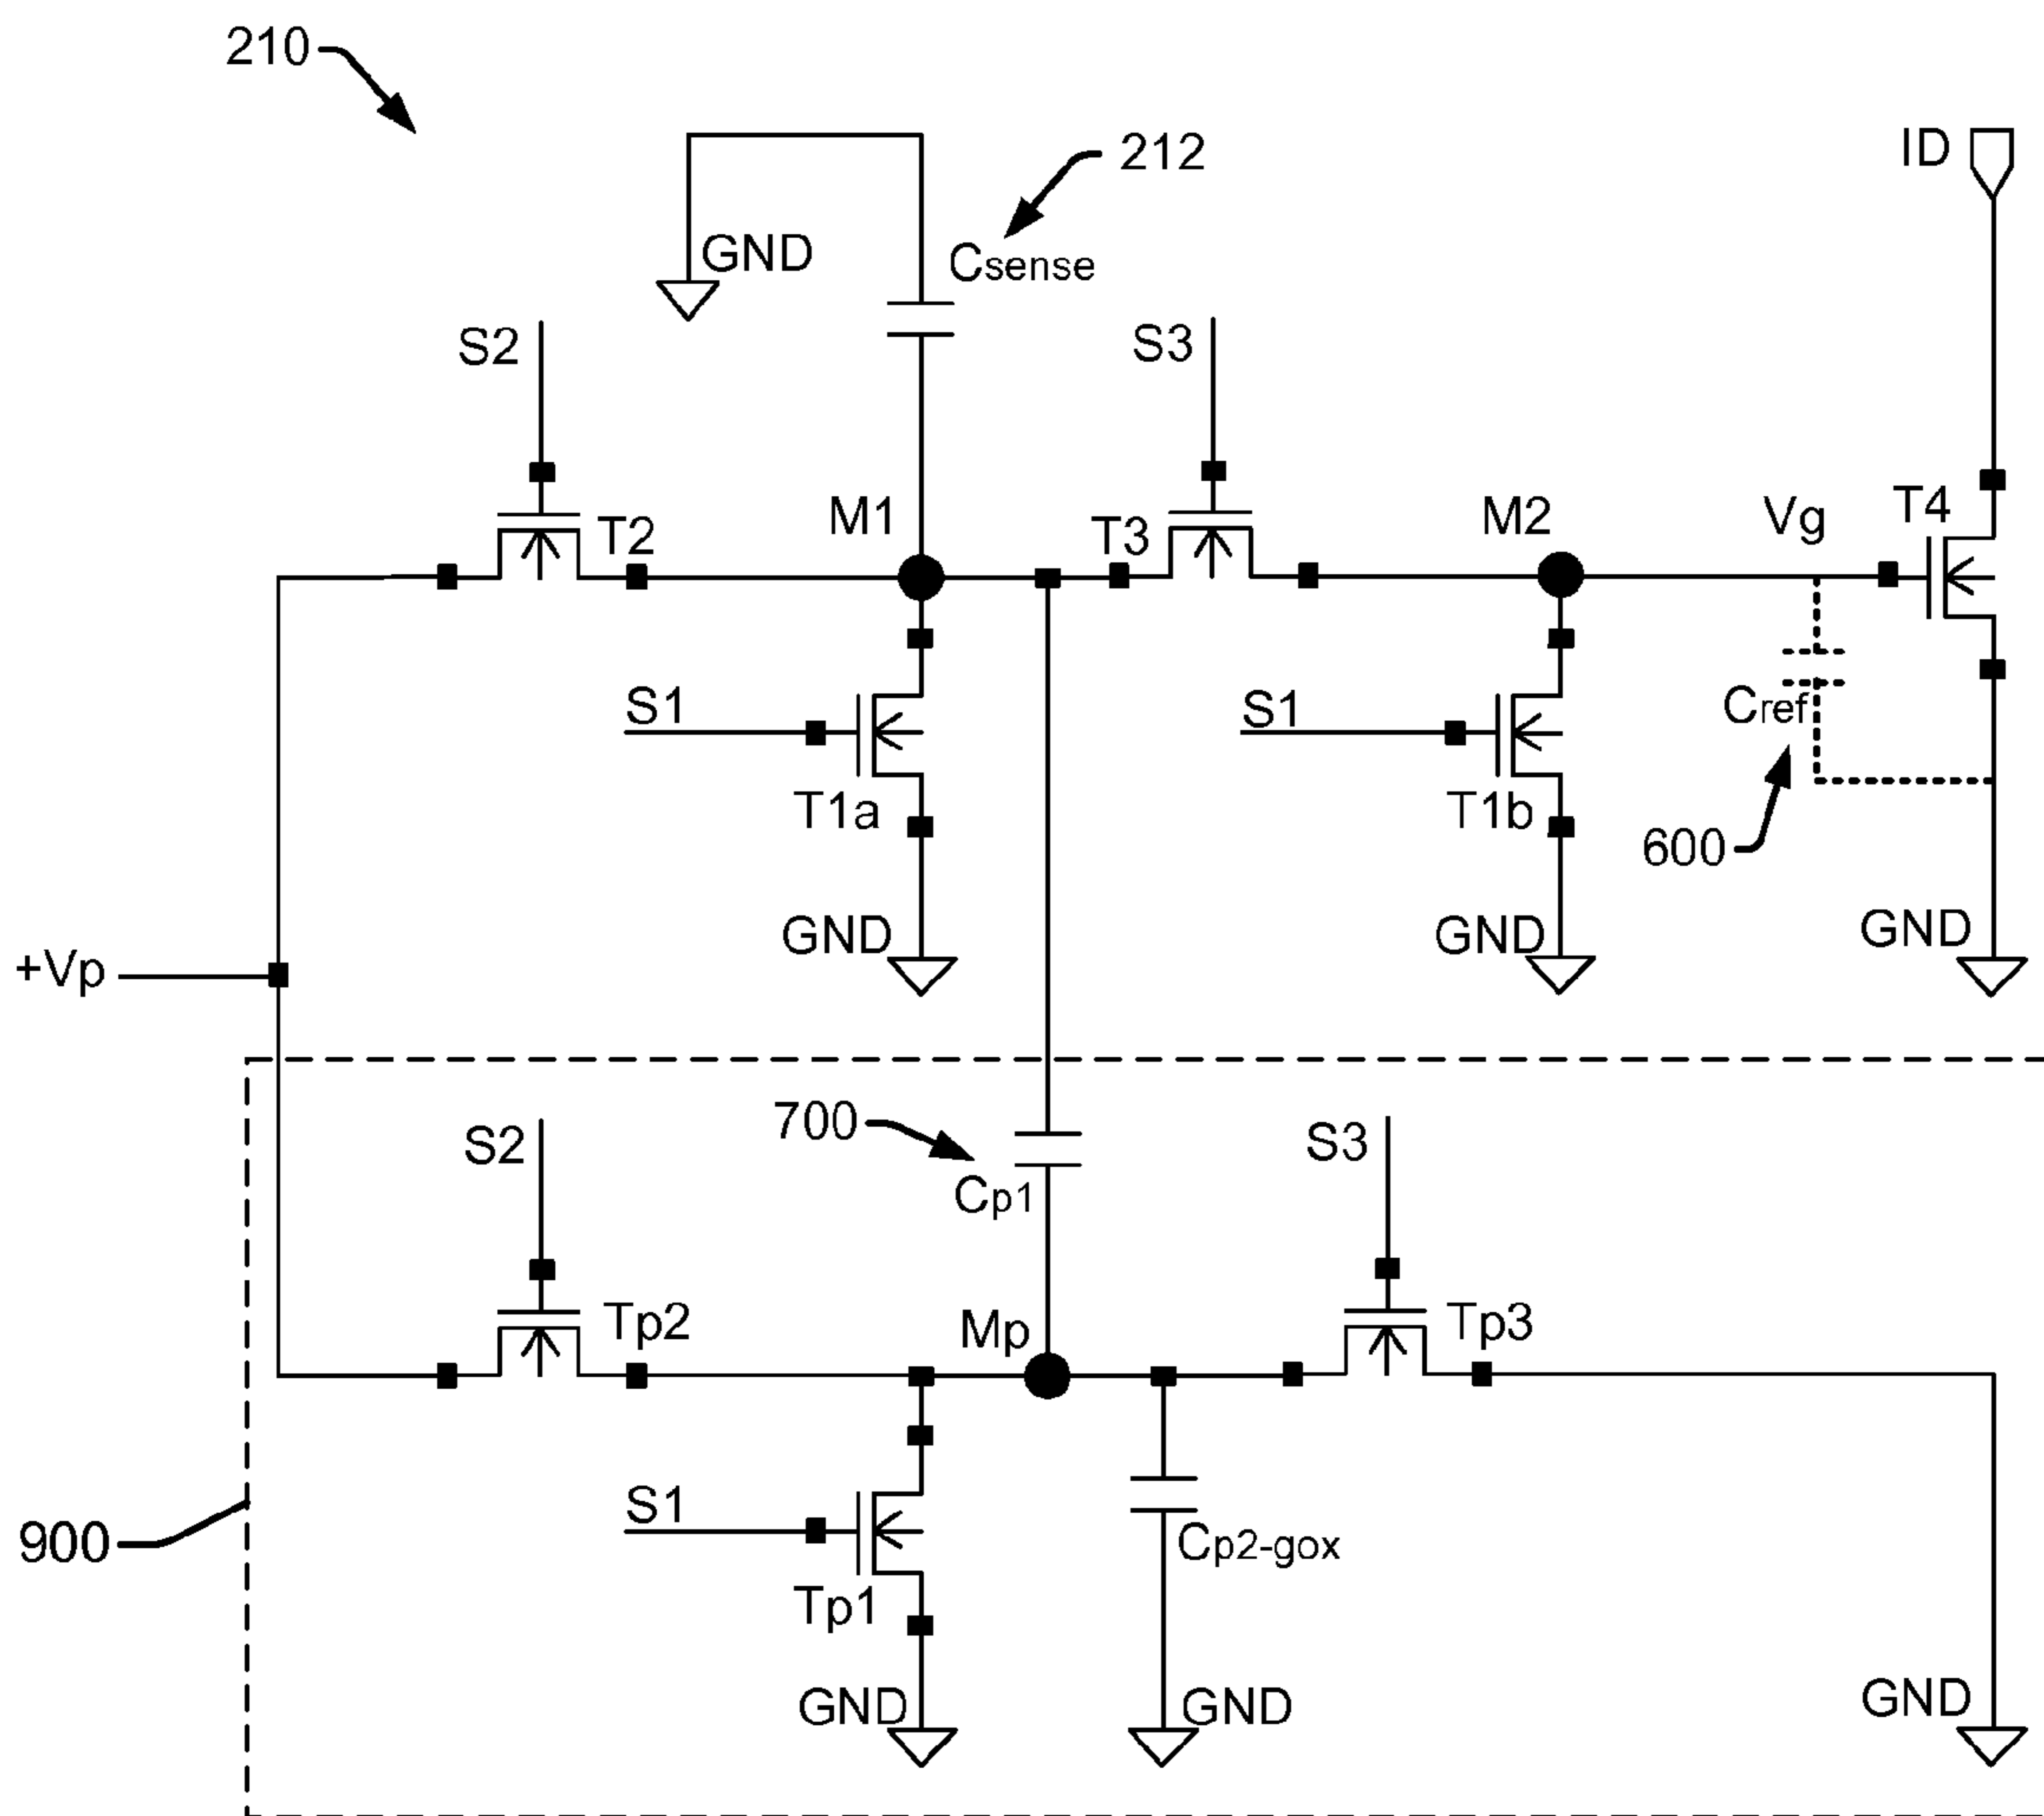 210
212
ID
GND
Csense
S2
S3
M1
M2
Vg
T4
T2
T3
S1
S1
Cref
T1a
T1b
600
GND
GND
GND
+Vp
700
S2
S3
Cp1
Mp
Tp2
Tp3
S1
900
Cp2-gox
Tp1
GND
GND
GND